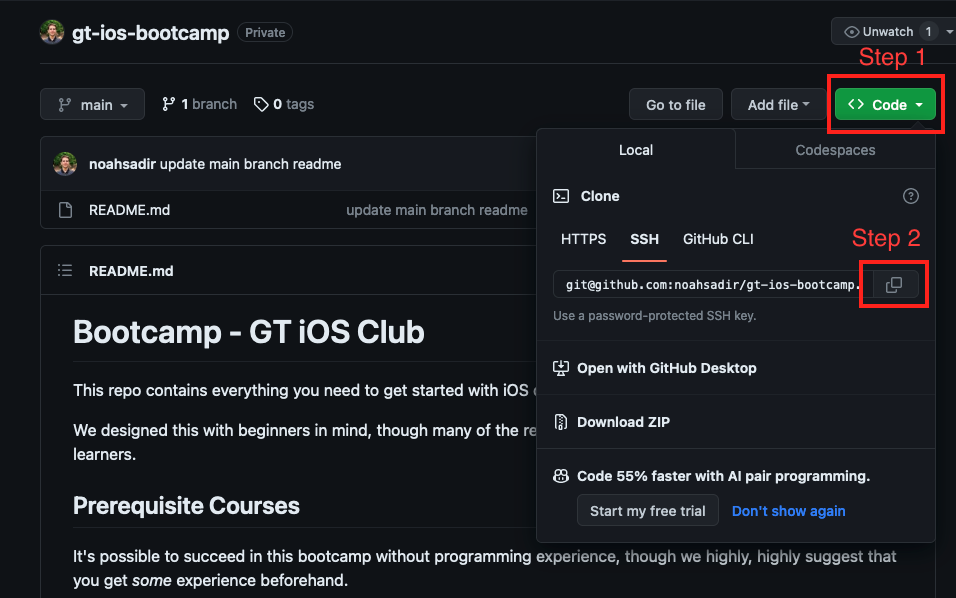 gt-ios-bootcamp Private
Unwatch 1
Step 1
main 1 branch 0 tags Go to file Add file Code
noahsadir update main branch readme
Local Codespaces
README.md update main branch readme
Clone
HTTPS SSH GitHub CLI
Step 2
git@github.com:noahsadir/gt-ios-bootcamp.
Use a password-protected SSH key.
Open with GitHub Desktop
Download ZIP
Code 55% faster with AI pair programming.
Start my free trial Don't show again
README.md
Bootcamp - GT iOS Club
This repo contains everything you need to get started with iOS
We designed this with beginners in mind, though many of the
learners.
Prerequisite Courses
It's possible to succeed in this bootcamp without programming experience, though we highly, highly suggest that
you get some experience beforehand.